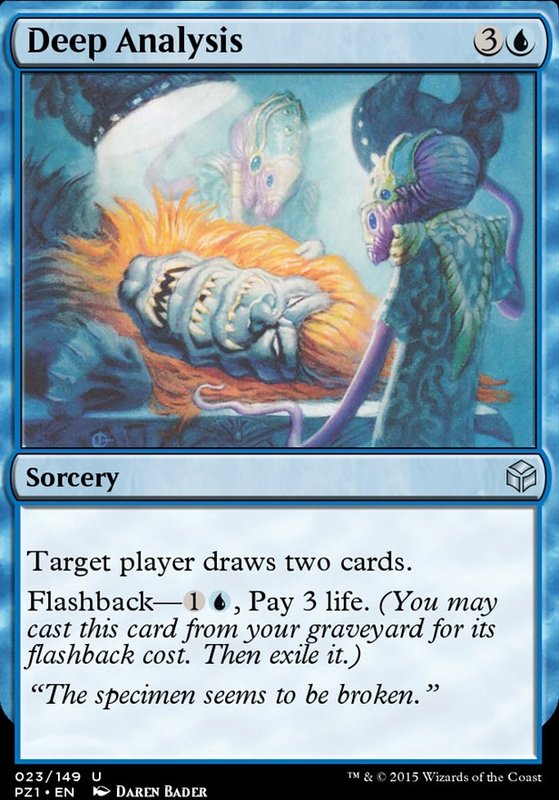 Deep Analysis 3
Sorcery
Target player draws two cards.
Flashback—1, Pay 3 life. (You may
cast this card from your graveyard for its
flashback cost. Then exile it.)
“The specimen seems to be broken.”
023/149 U
PZ1 • EN Daren Bader
™ & © 2015 Wizards of the Coast